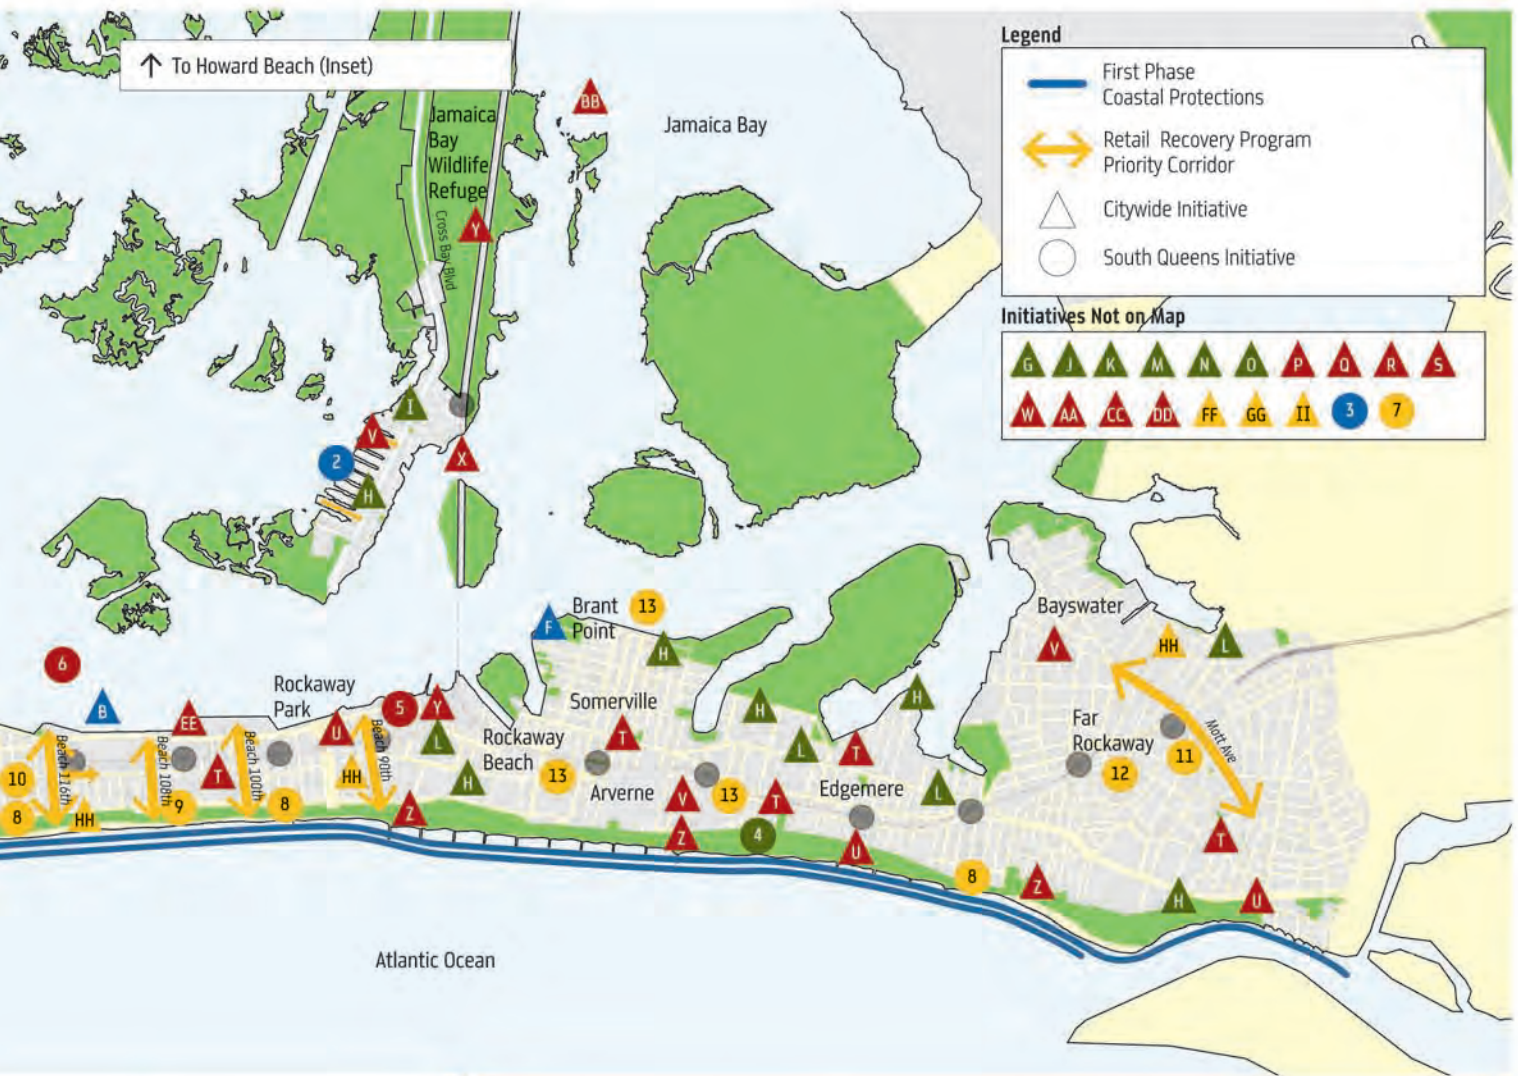 ↑ To Howard Beach (Inset)
BB
Jamaica Bay
Jamaica
Bay
Wildlife
Refuge
Y
Cross Bay Blvd
Legend
First Phase
Coastal Protections
Retail Recovery Program
Priority Corridor
Citywide Initiative
South Queens Initiative
Initiatives Not on Map
G J K M N O P Q R S
W AA CC DD FF GG II 3 7
I
V
X
2
H
Brant
Point
13
F
H
Bayswater
V
HH
L
6
B
EE
Rockaway
Park
U
5
Y
L
Rockaway
Beach
Somerville
T
H
H
L
T
Far
Rockaway
11
12
Mott Ave
Beach 116th
Beach 108th
Beach 100th
Beach 90th
10
8
HH
9
T
8
HH
Z
H
13
Arverne
V
13
T
Z
4
Edgemere
U
L
8
Z
T
H
U
Atlantic Ocean